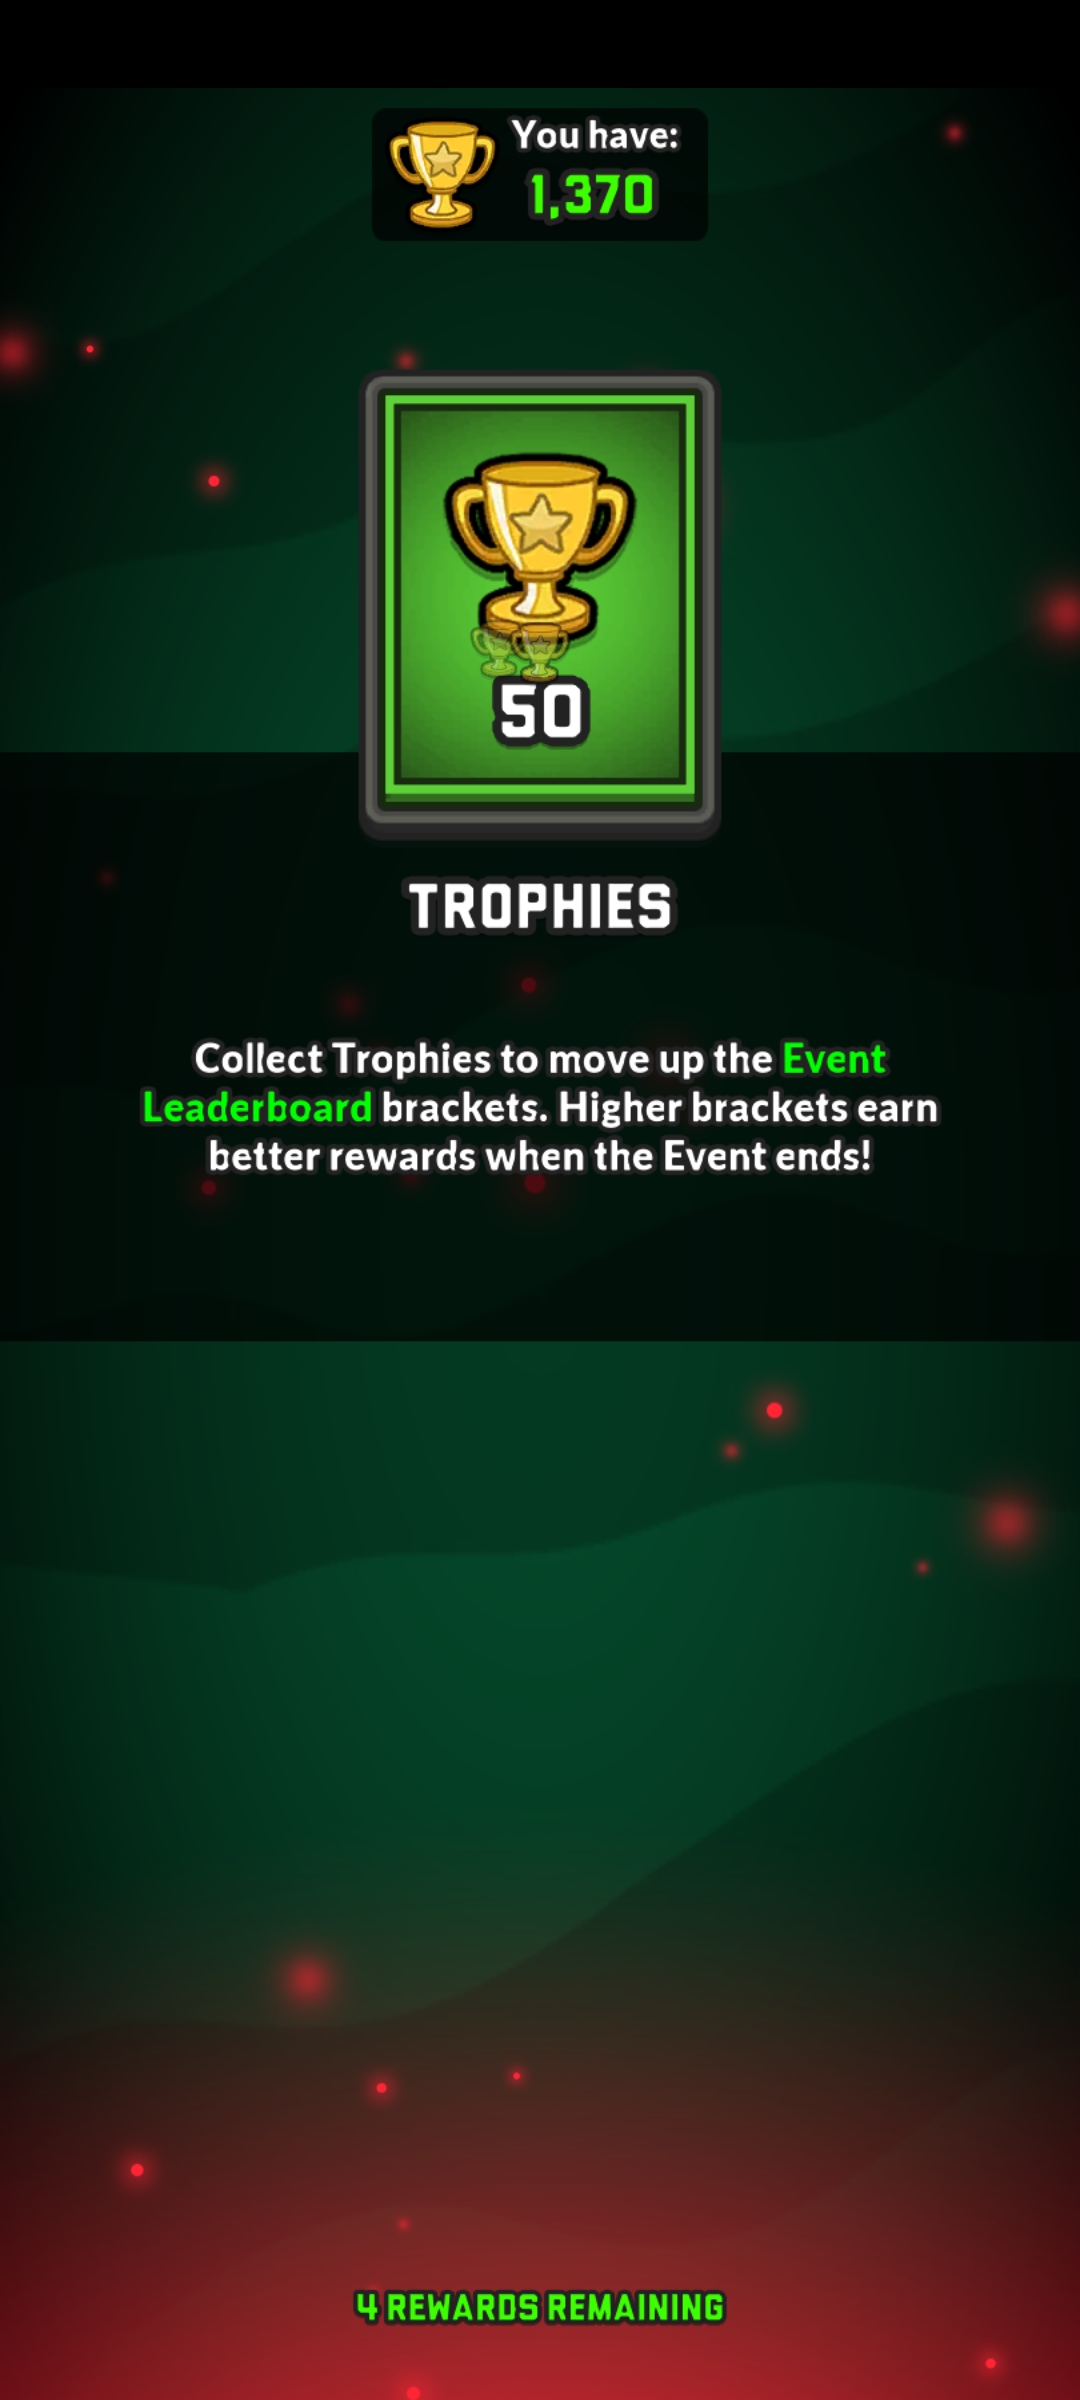 You have:
1,370
50
TROPHIES
Collect Trophies to move up the Event
Leaderboard brackets. Higher brackets earn
better rewards when the Event ends!
4 REWARDS REMAINING